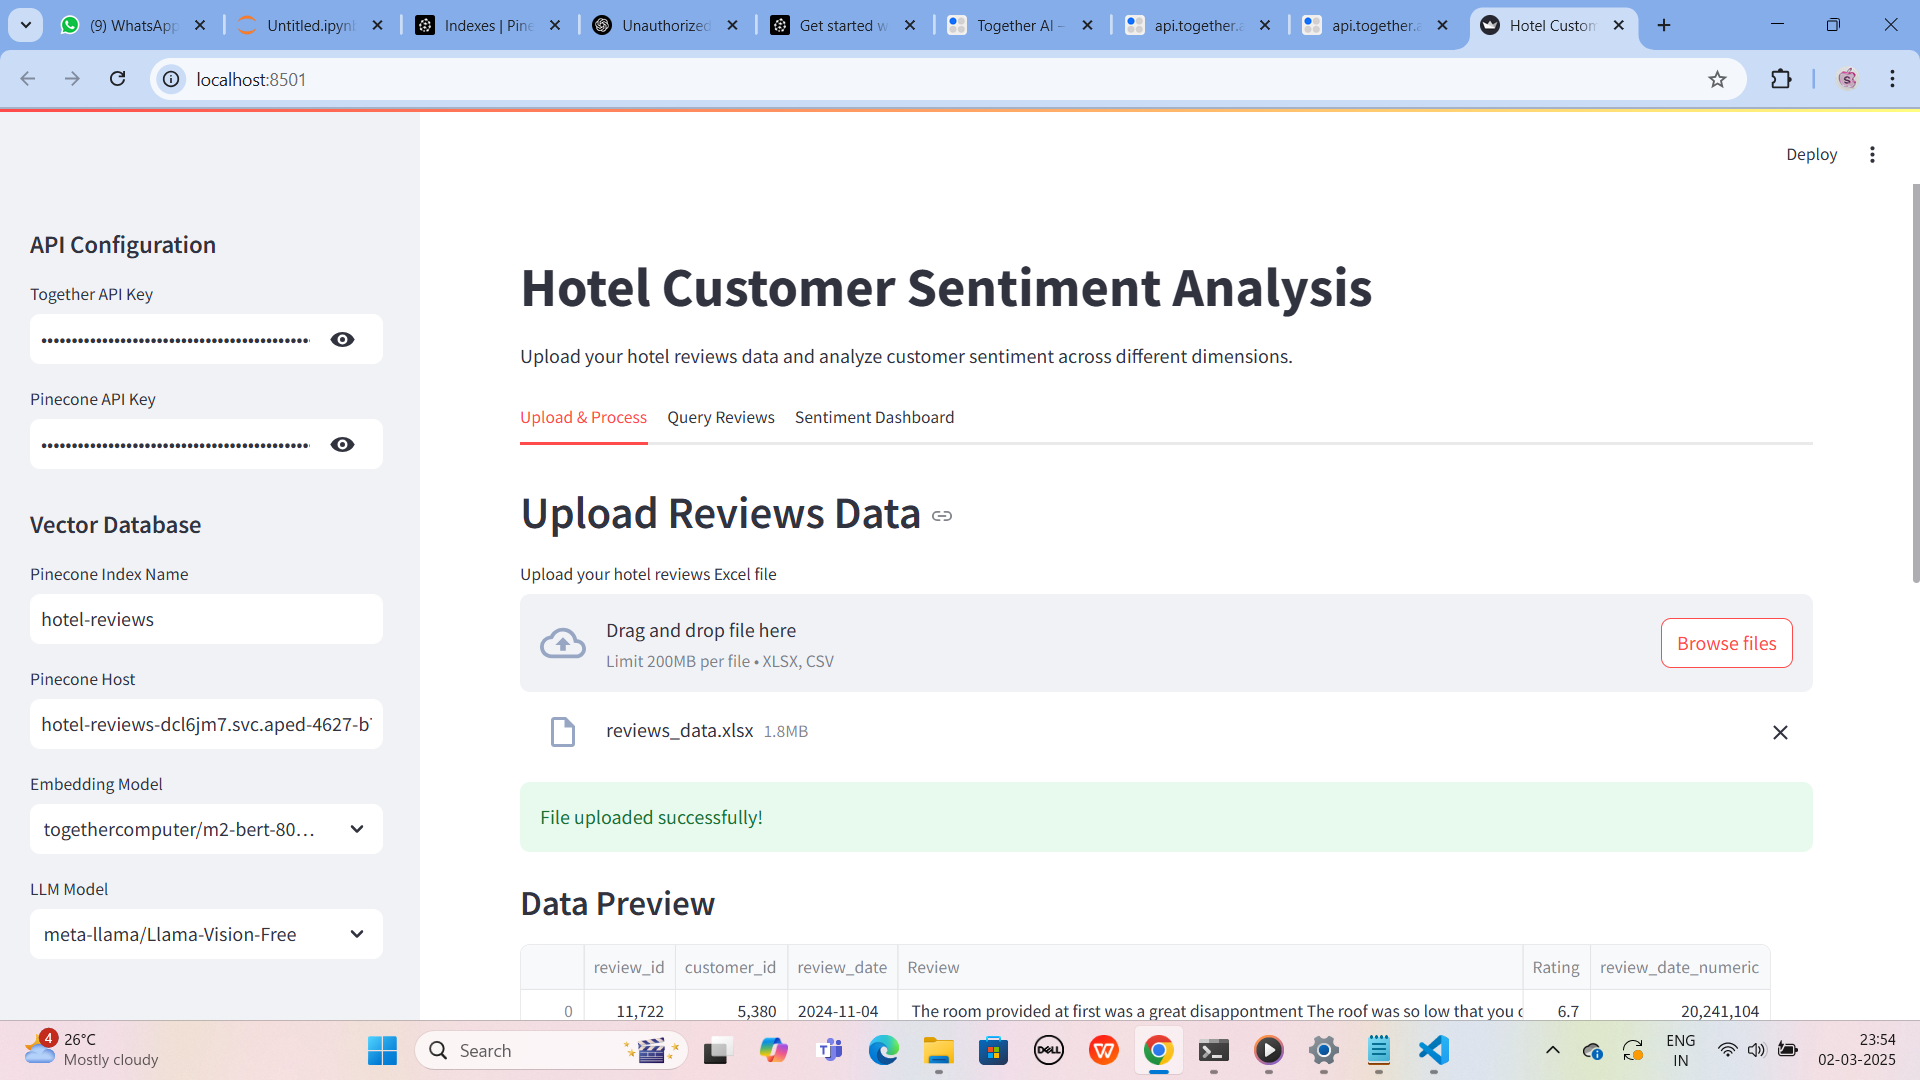 (9) WhatsApp
Untitled.ipynb
Indexes | Pine
Unauthorized
Get started w
Together AI –
api.together.a
api.together.a
Hotel Custom
localhost:8501
Deploy
API Configuration
Together API Key
Pinecone API Key
Vector Database
Pinecone Index Name
hotel-reviews
Pinecone Host
hotel-reviews-dcl6jm7.svc.aped-4627-b7
Embedding Model
togethercomputer/m2-bert-80...
LLM Model
meta-llama/Llama-Vision-Free
Hotel Customer Sentiment Analysis
Upload your hotel reviews data and analyze customer sentiment across different dimensions.
Upload & Process Query Reviews Sentiment Dashboard
Upload Reviews Data
Upload your hotel reviews Excel file
Drag and drop file here
Limit 200MB per file • XLSX, CSV
Browse files
reviews_data.xlsx 1.8MB
File uploaded successfully!
Data Preview
review_id customer_id review_date Review Rating review_date_numeric
0 11,722 5,380 2024-11-04 The room provided at first was a great disappontment The roof was so low that you c 6.7 20,241,104
4
26°C
Mostly cloudy
Search
DELL
ENG
IN
23:54
02-03-2025